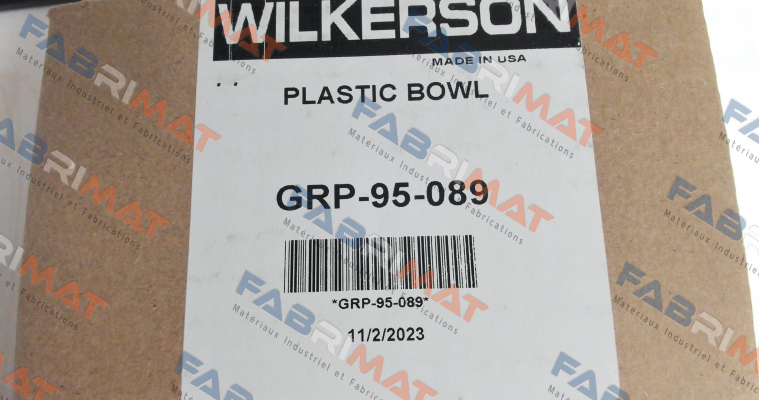 WILKERSON
MADE IN USA
PLASTIC BOWL
GRP-95-089
*GRP-95-089*
11/2/2023
FABRIMAT
Matériaux Industriel et Fabrications